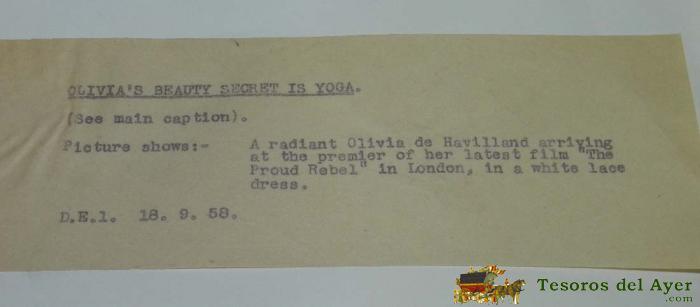 OLIVIA'S BEAUTY SECRET IS YOGA.
(See main caption).
Picture shows:- A radiant Olivia de Havilland arriving
at the premier of her latest film "The
Proud Rebel" in London, in a white lace
dress.
D.E.1. 18. 9. 58.
Tesoros del Ayer
.com